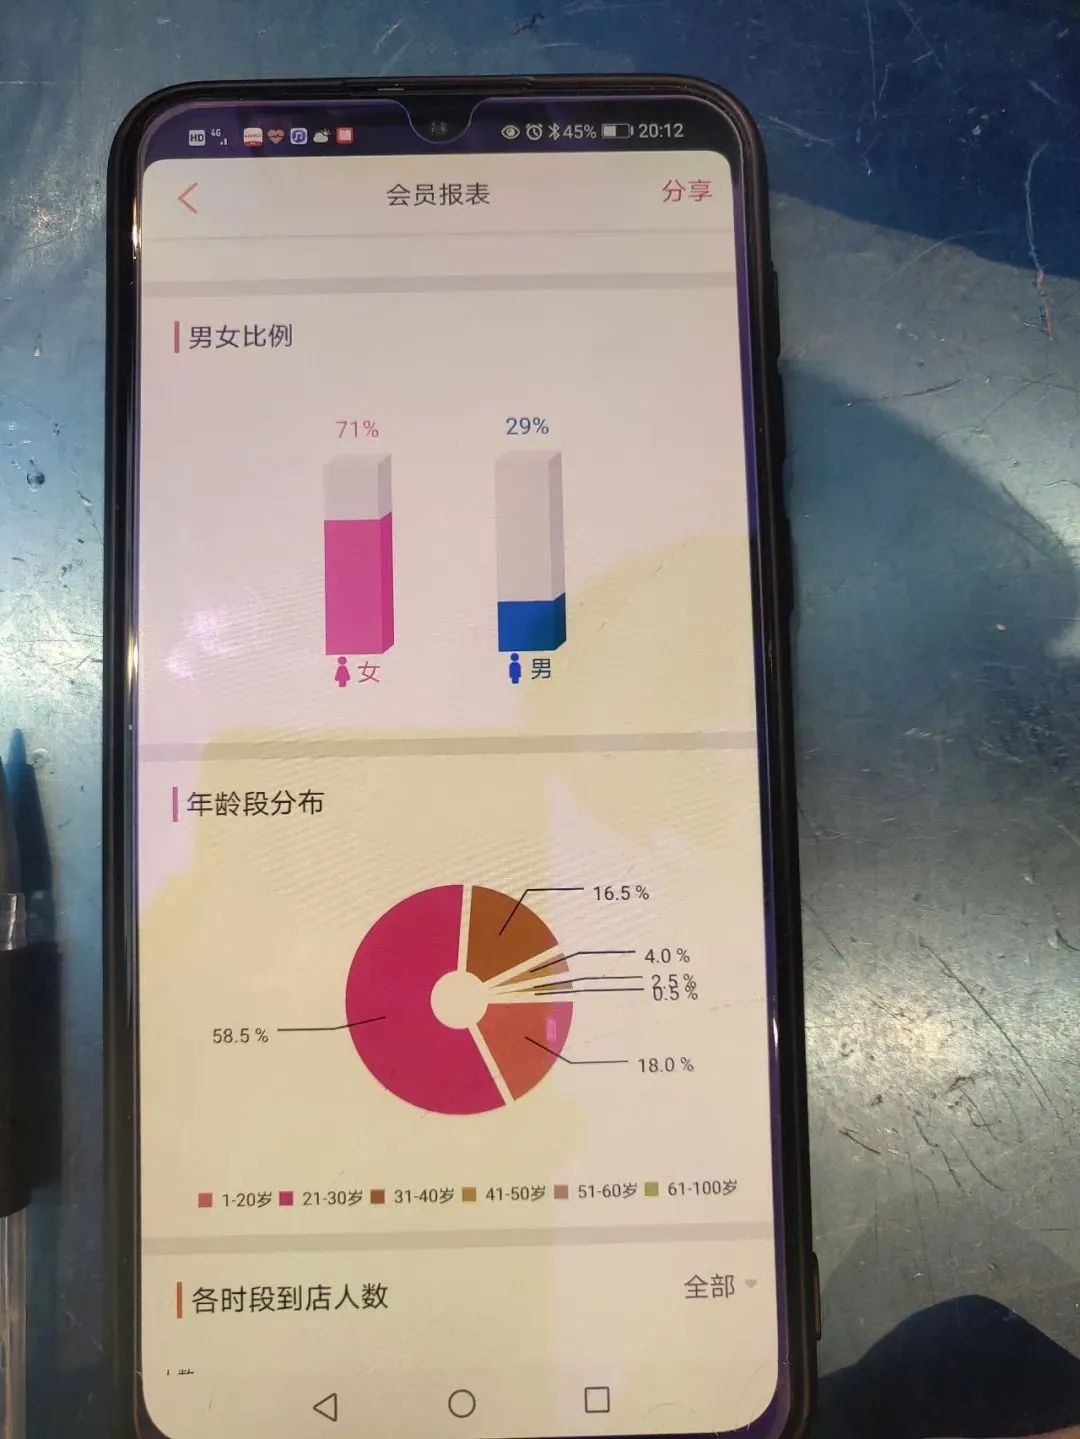 HD 4G 45% 20:12
会员报表 分享
男女比例
71% 29%
女 男
年龄段分布
16.5 %
4.0 %
2.5 %
0.5 %
58.5 %
18.0 %
1-20岁 21-30岁 31-40岁 41-50岁 51-60岁 61-100岁
各时段到店人数 全部